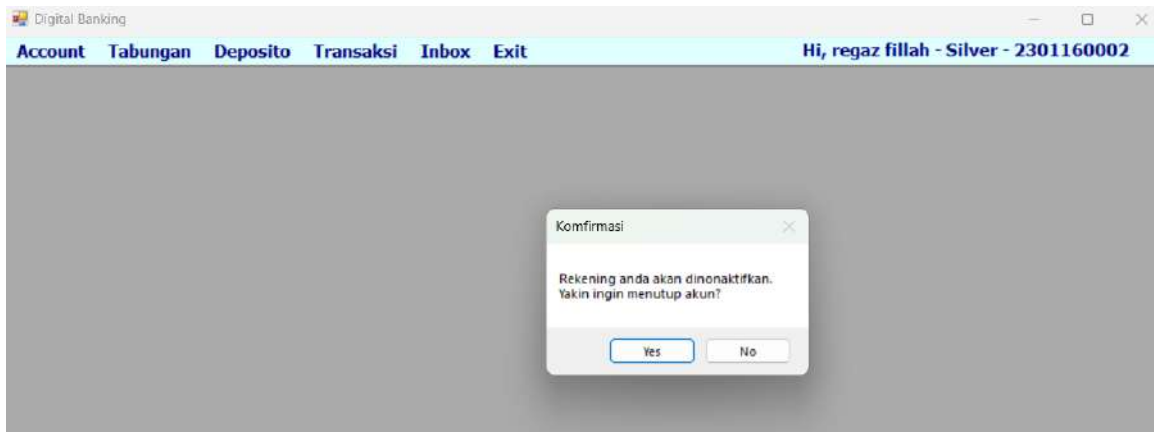 Digital Banking
Account Tabungan Deposito Transaksi Inbox Exit Hi, regaz fillah - Silver - 2301160002
Komfirmasi
Rekening anda akan dinonaktifkan.
Yakin ingin menutup akun?
Yes No